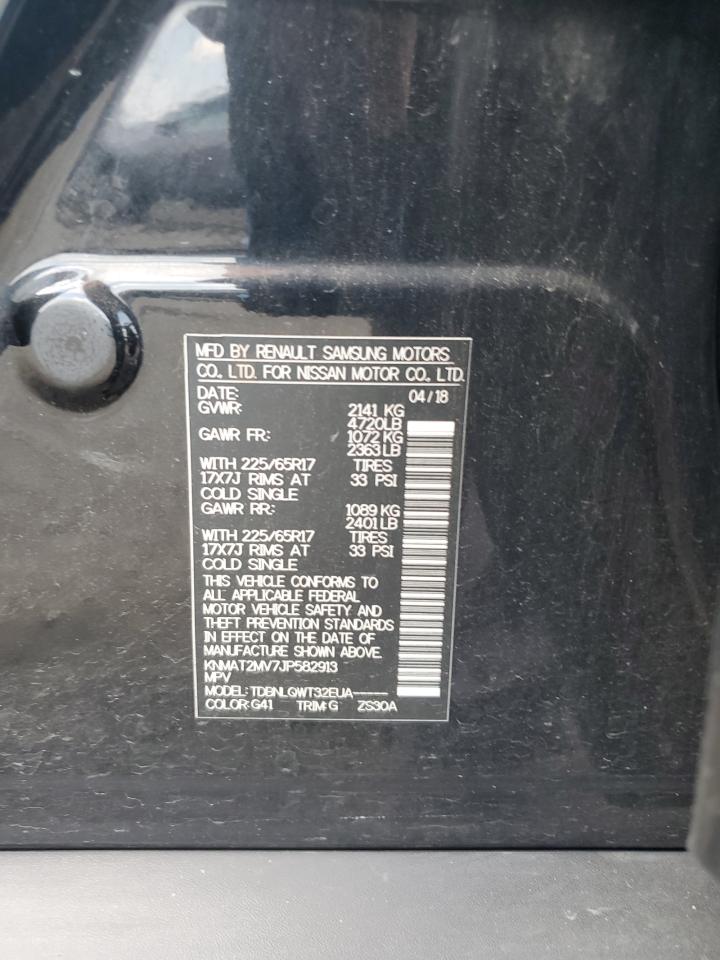 MFD BY RENAULT SAMSUNG MOTORS
CO., LTD. FOR NISSAN MOTOR CO., LTD.
DATE: 04/18
GVWR: 2141 KG
4720LB
GAWR FR: 1072 KG
2363LB
WITH 225/65R17 TIRES
17X7J RIMS AT 33 PSI
COLD SINGLE
GAWR RR: 1089 KG
2401LB
WITH 225/65R17 TIRES
17X7J RIMS AT 33 PSI
COLD SINGLE
THIS VEHICLE CONFORMS TO
ALL APPLICABLE FEDERAL
MOTOR VEHICLE SAFETY AND
THEFT PREVENTION STANDARDS
IN EFFECT ON THE DATE OF
MANUFACTURE SHOWN ABOVE.
KNMAT2MV7JP582913
MPV
MODEL: TDBNLQWT32EUA-----
COLOR:G41 TRIM:G ZS30A